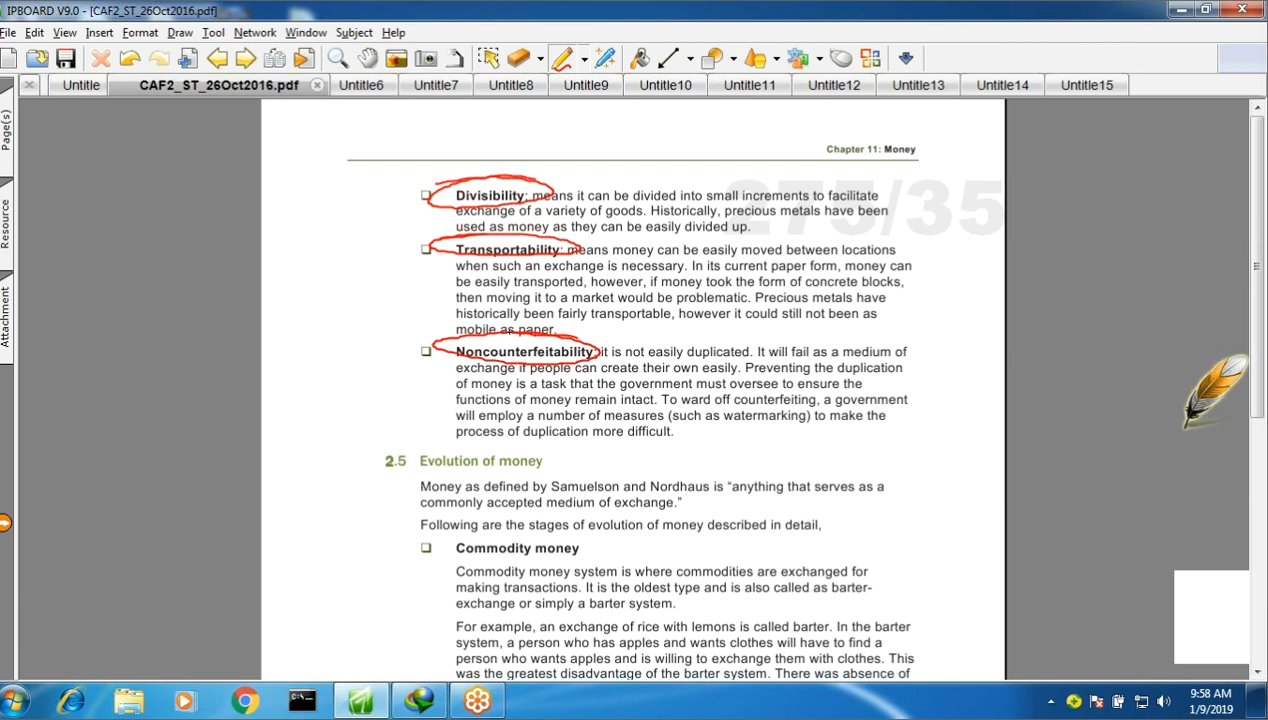 IPBOARD V9.0 - [CAF2_ST_26Oct2016.pdf]
File Edit View Insert Format Draw Tool Network Window Subject Help
Untitle CAF2_ST_26Oct2016.pdf Untitle6 Untitle7 Untitle8 Untitle9 Untitle10 Untitle11 Untitle12 Untitle13 Untitle14 Untitle15
Page(s)
Resource
Attachment
Chapter 11: Money
275/35
Divisibility: means it can be divided into small increments to facilitate
exchange of a variety of goods. Historically, precious metals have been
used as money as they can be easily divided up.
Transportability: means money can be easily moved between locations
when such an exchange is necessary. In its current paper form, money can
be easily transported, however, if money took the form of concrete blocks,
then moving it to a market would be problematic. Precious metals have
historically been fairly transportable, however it could still not been as
mobile as paper.
Noncounterfeitability: it is not easily duplicated. It will fail as a medium of
exchange if people can create their own easily. Preventing the duplication
of money is a task that the government must oversee to ensure the
functions of money remain intact. To ward off counterfeiting, a government
will employ a number of measures (such as watermarking) to make the
process of duplication more difficult.
2.5 Evolution of money
Money as defined by Samuelson and Nordhaus is “anything that serves as a
commonly accepted medium of exchange.”
Following are the stages of evolution of money described in detail,
Commodity money
Commodity money system is where commodities are exchanged for
making transactions. It is the oldest type and is also called as barter-
exchange or simply a barter system.
For example, an exchange of rice with lemons is called barter. In the barter
system, a person who has apples and wants clothes will have to find a
person who wants apples and is willing to exchange them with clothes. This
was the greatest disadvantage of the barter system. There was absence of
9:58 AM
1/9/2019